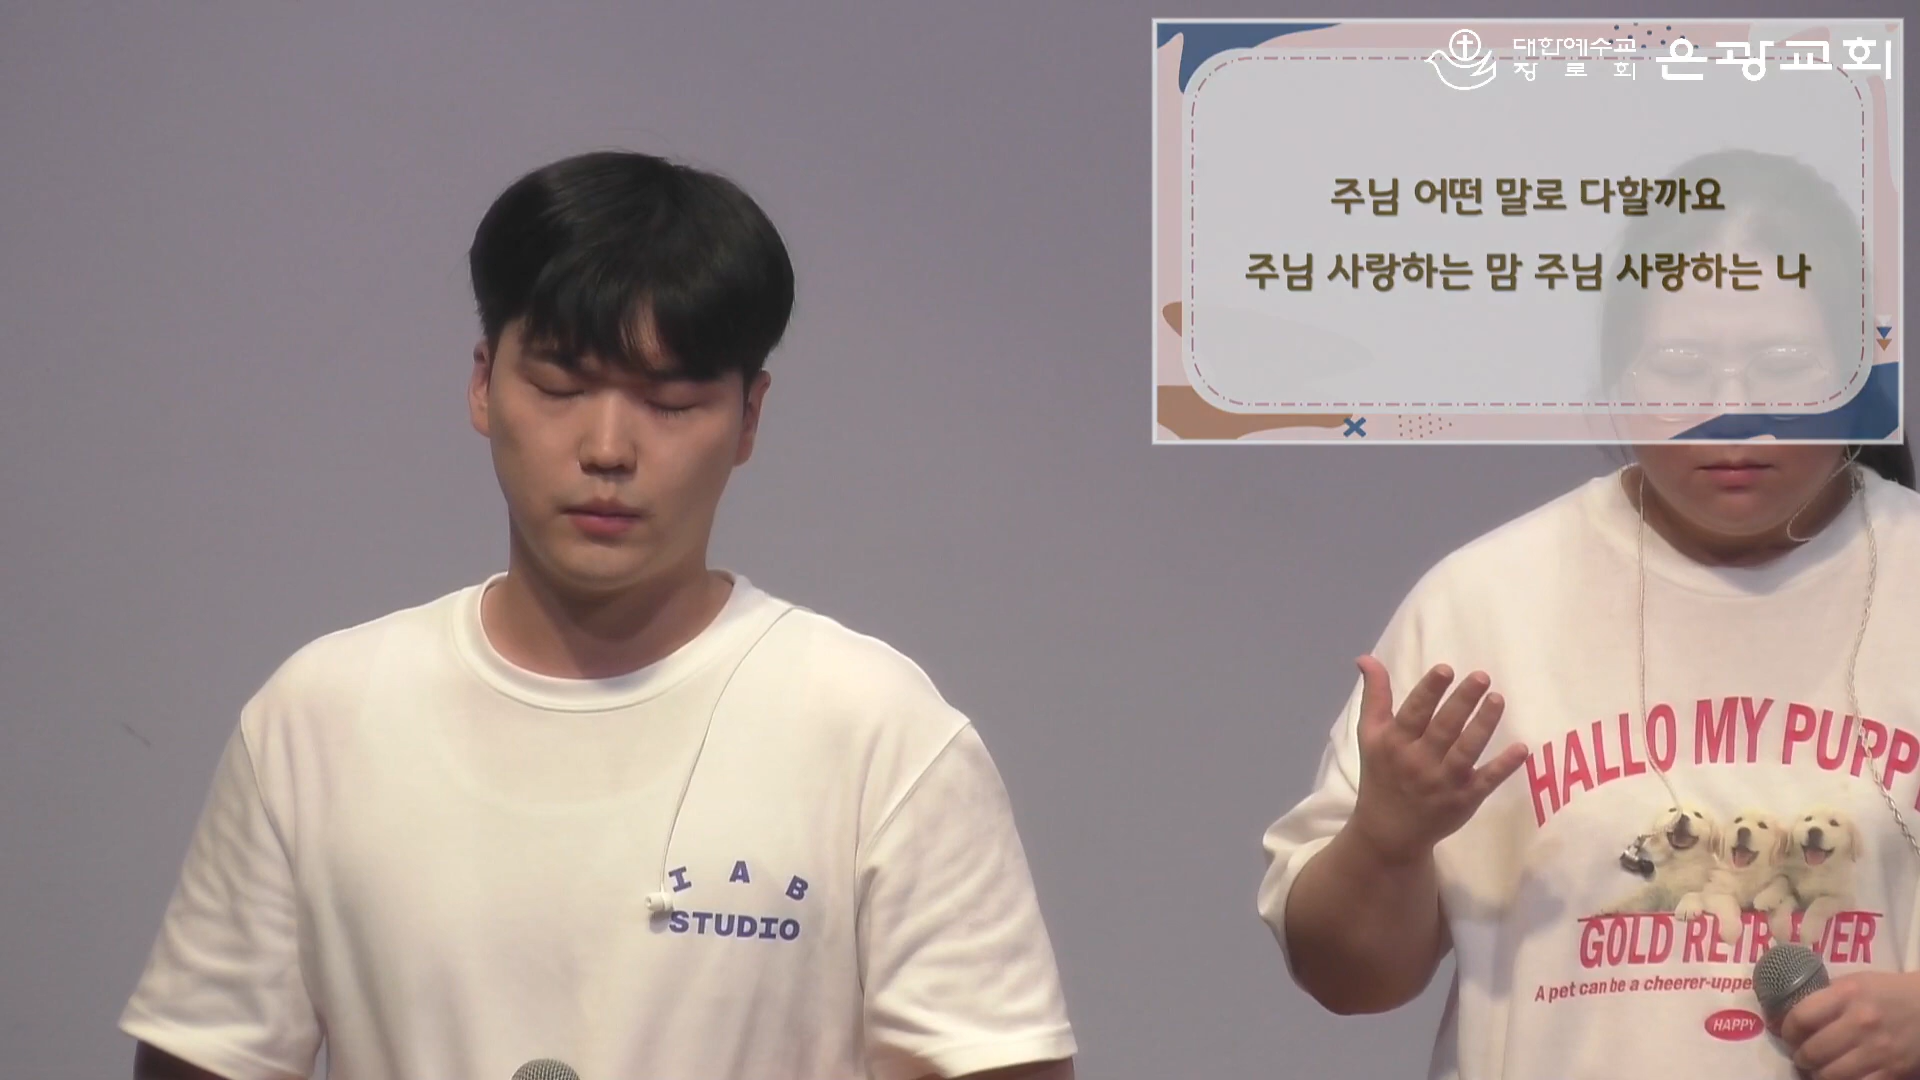 대한예수교
장로회
은광교회
주님 어떤 말로 다할까요
주님 사랑하는 맘 주님 사랑하는 나
I A B
STUDIO
HALLO MY PUPP
GOLD RETR VER
A pet can be a cheerer-uppe
HAPPY